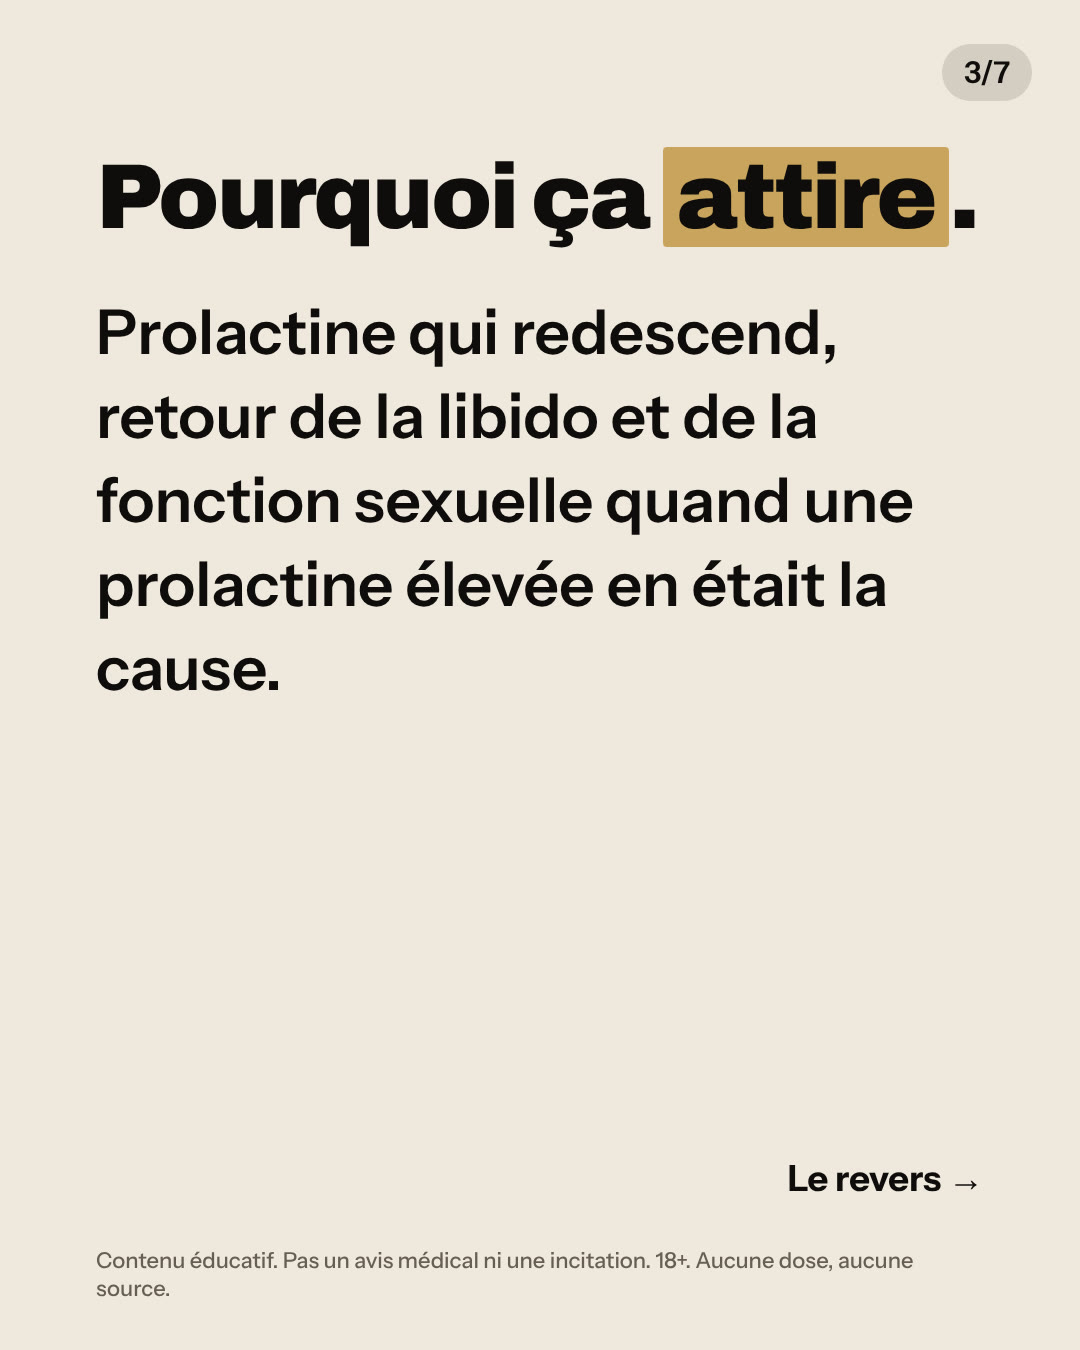 3/7
Pourquoi ça attire.
Prolactine qui redescend,
retour de la libido et de la
fonction sexuelle quand une
prolactine élevée en était la
cause.
Le revers →
Contenu éducatif. Pas un avis médical ni une incitation. 18+. Aucune dose, aucune
source.